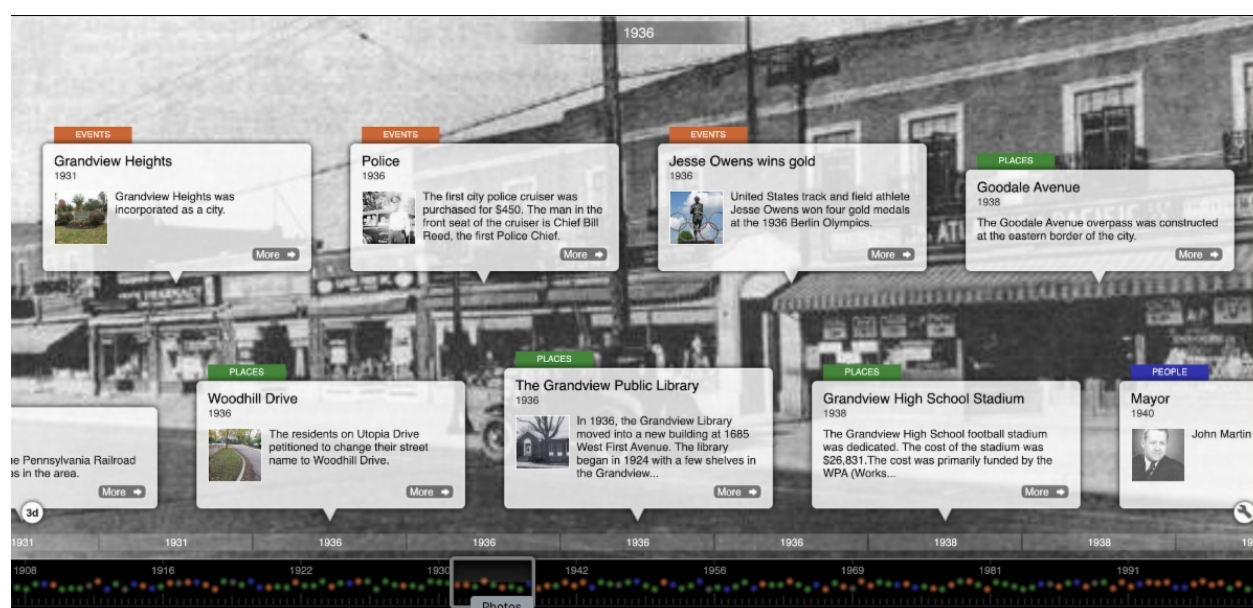 1936
EVENTS
Grandview Heights
1931
Grandview Heights was
incorporated as a city.
More
EVENTS
Police
1936
The first city police cruiser was
purchased for $450. The man in the
front seat of the cruiser is Chief Bill
Reed, the first Police Chief.
More
EVENTS
Jesse Owens wins gold
1936
United States track and field athlete
Jesse Owens won four gold medals
at the 1936 Berlin Olympics.
More
PLACES
Goodale Avenue
1938
The Goodale Avenue overpass was constructed
at the eastern border of the city.
More
Pennsylvania Railroad
in the area.
More
PLACES
Woodhill Drive
1936
The residents on Utopia Drive
petitioned to change their street
name to Woodhill Drive.
More
PLACES
The Grandview Public Library
1936
In 1936, the Grandview Library
moved into a new building at 1685
West First Avenue. The library
began in 1924 with a few shelves in
the Grandview...
More
PLACES
Grandview High School Stadium
1938
The Grandview High School football stadium
was dedicated. The cost of the stadium was
$26,831.The cost was primarily funded by the
WPA (Works...
More
PEOPLE
Mayor
1940
John Martin
3d
1931 1931 1936 1936 1936 1936 1938 1938 19
1908 1916 1922 1930 1942 1956 1969 1981 1991
Photos